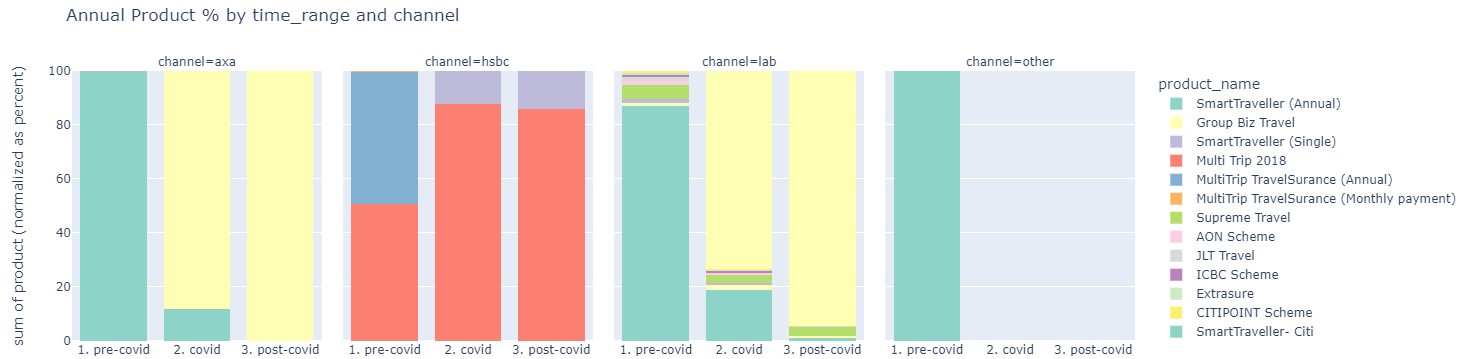 Annual Product % by time_range and channel
channel=axa
channel=hsbc
channel=lab
channel=other
sum of product (normalized as percent)
100
80
60
40
20
0
1. pre-covid
2. covid
3. post-covid
1. pre-covid
2. covid
3. post-covid
1. pre-covid
2. covid
3. post-covid
1. pre-covid
2. covid
3. post-covid
product_name
SmartTraveller (Annual)
Group Biz Travel
SmartTraveller (Single)
Multi Trip 2018
MultiTrip TravelSurance (Annual)
MultiTrip TravelSurance (Monthly payment)
Supreme Travel
AON Scheme
JLT Travel
ICBC Scheme
Extrasure
CITIPOINT Scheme
SmartTraveller- Citi